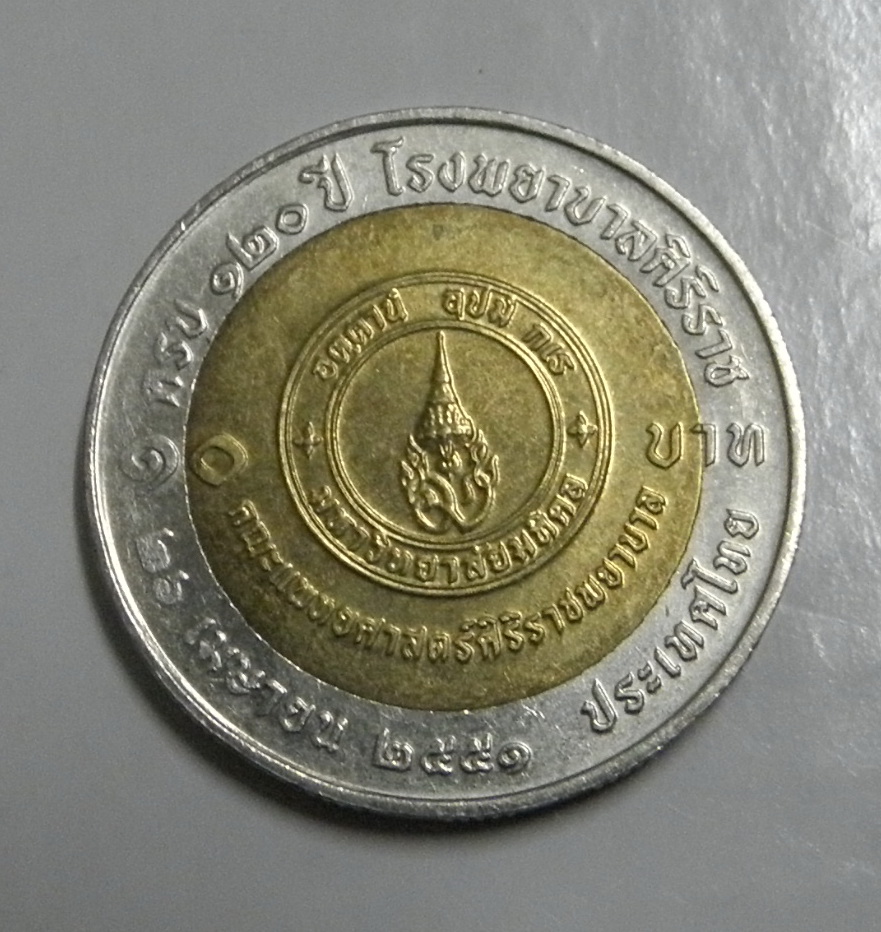 ครบ ๑๒๐ ปี โรงพยาบาลศิริราช
๑๐ บาท
อตฺตานํ อุปมํ กเร
มหาวิทยาลัยมหิดล
คณะแพทยศาสตร์ศิริราชพยาบาล
๒๖ เมษายน ๒๕๕๑ ประเทศไทย